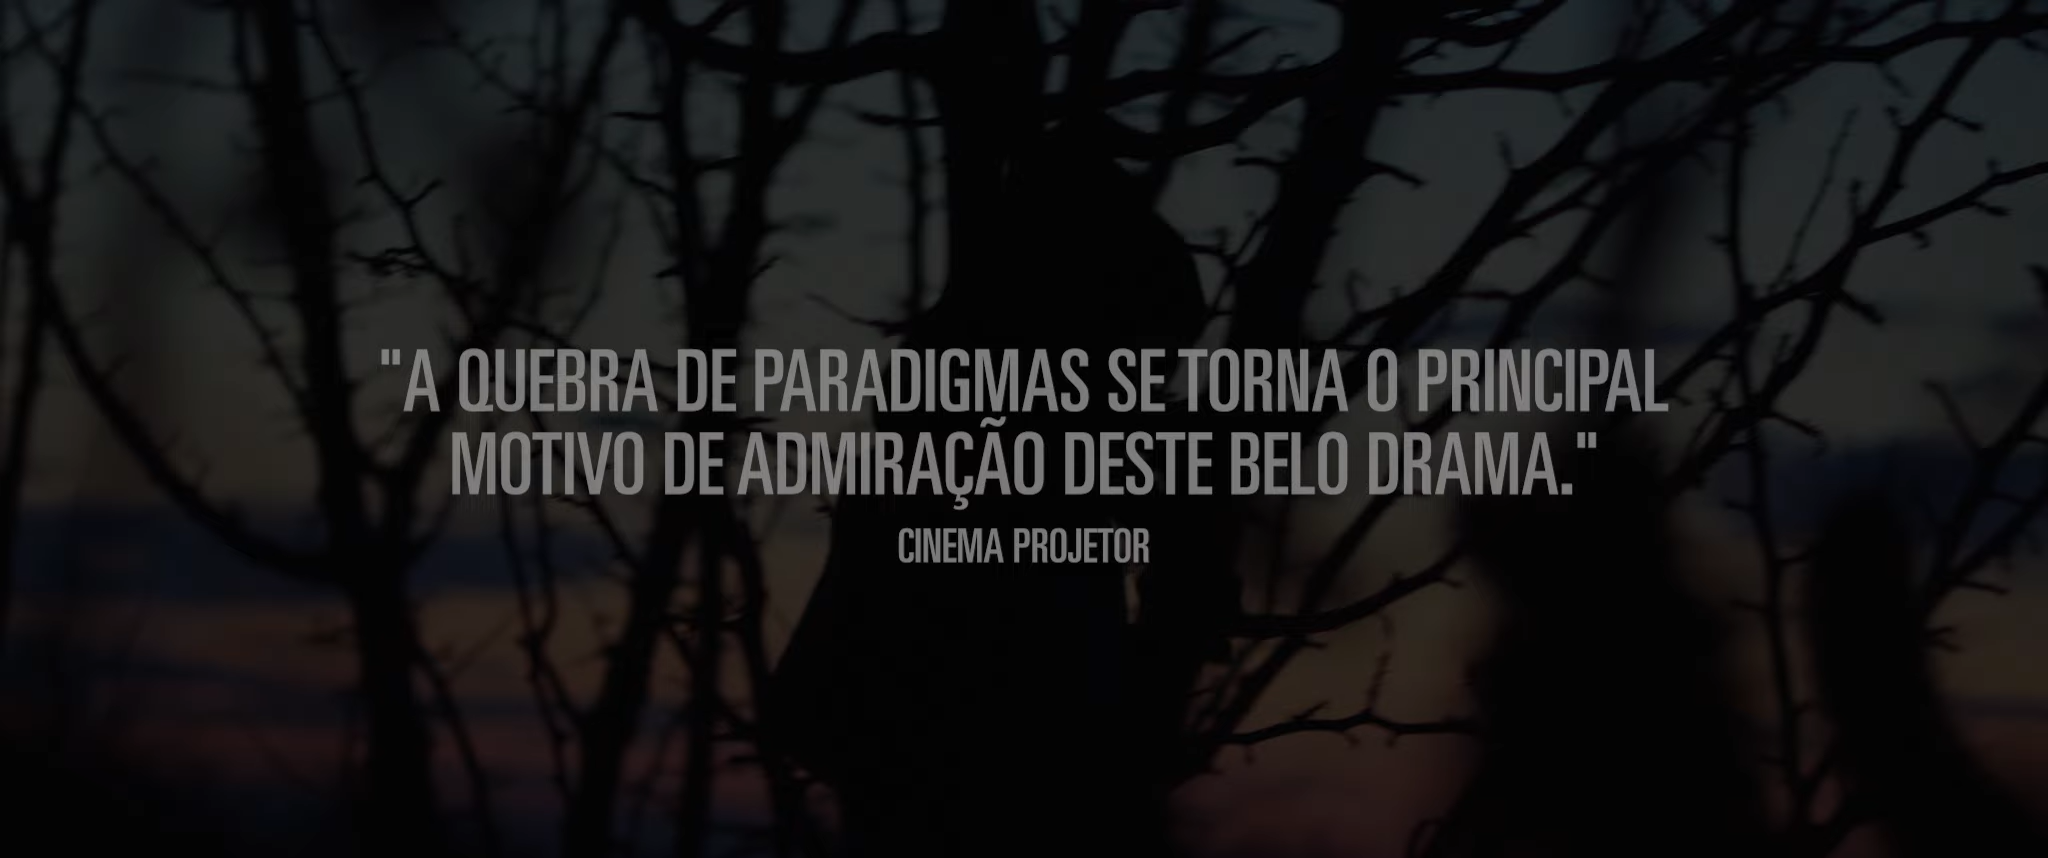 "A QUEBRA DE PARADIGMAS SE TORNA O PRINCIPAL
MOTIVO DE ADMIRAÇÃO DESTE BELO DRAMA."
CINEMA PROJETOR